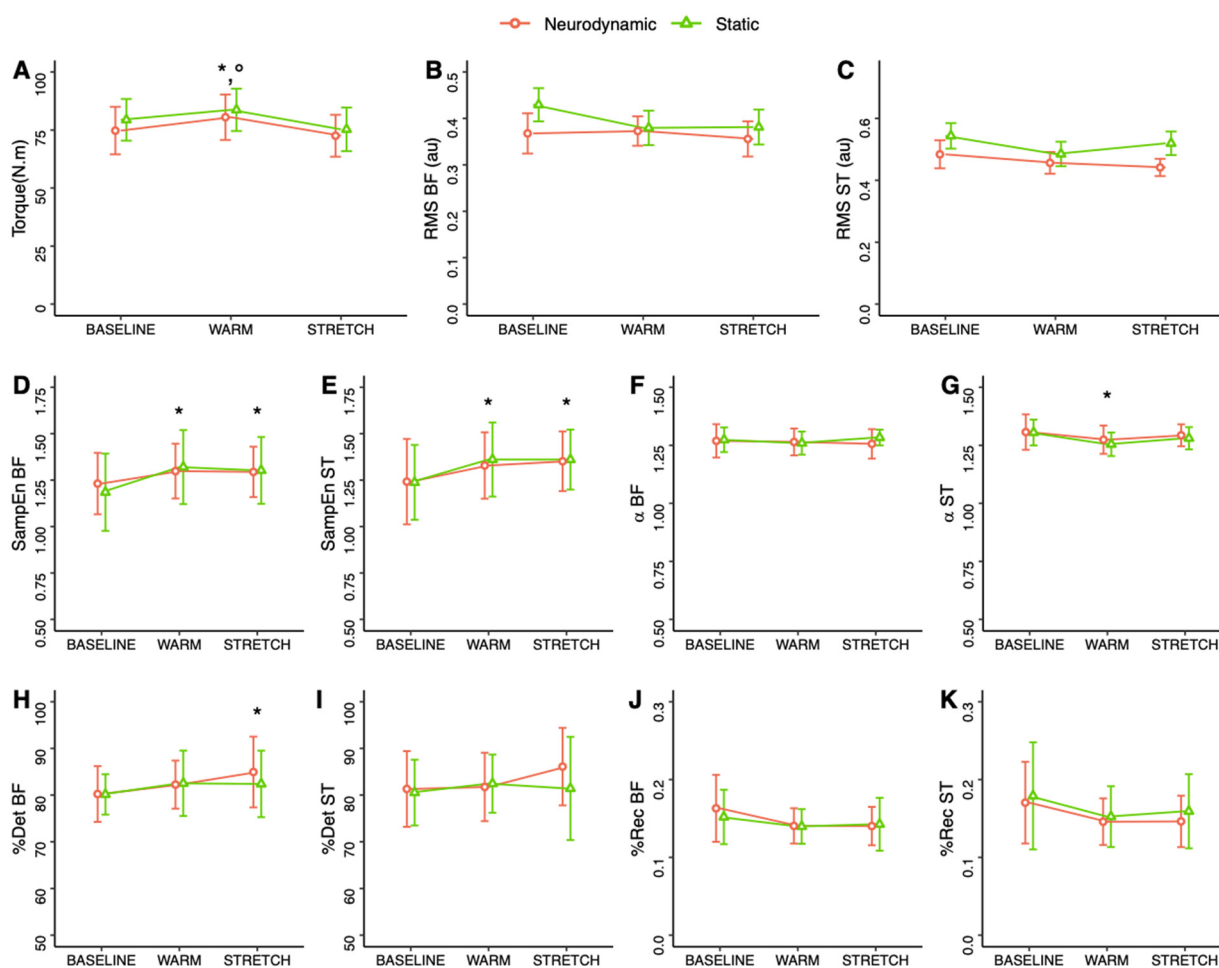 Neurodynamic Static
A B C
* , °
Torque(N.m)
0 25 50 75 100
BASELINE WARM STRETCH
RMS BF (au)
0.0 0.1 0.2 0.3 0.4 0.5
BASELINE WARM STRETCH
RMS ST (au)
0.0 0.2 0.4 0.6
BASELINE WARM STRETCH
D E F G
* *
SampEn BF
0.50 0.75 1.00 1.25 1.50 1.75
BASELINE WARM STRETCH
* *
SampEn ST
0.50 0.75 1.00 1.25 1.50 1.75
BASELINE WARM STRETCH
α BF
0.50 0.75 1.00 1.25 1.50
BASELINE WARM STRETCH
*
α ST
0.50 0.75 1.00 1.25 1.50
BASELINE WARM STRETCH
H I J K
*
%Det BF
50 60 70 80 90 100
BASELINE WARM STRETCH
%Det ST
50 60 70 80 90 100
BASELINE WARM STRETCH
%Rec BF
0.0 0.1 0.2 0.3
BASELINE WARM STRETCH
%Rec ST
0.0 0.1 0.2 0.3
BASELINE WARM STRETCH